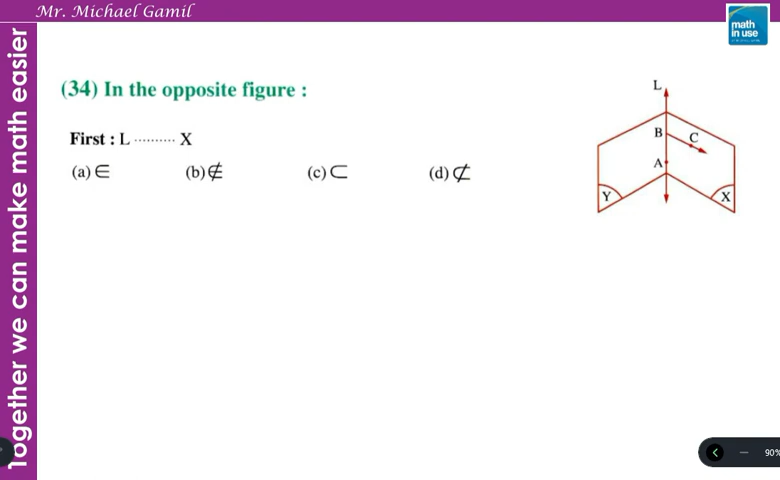 Mr. Michael Gamil
math
in use
Together we can make math easier
(34) In the opposite figure :
First : L ·········· X
(a) ∈ (b) ∉ (c) ⊂ (d) ⊄
L
B C
A
Y X
90%